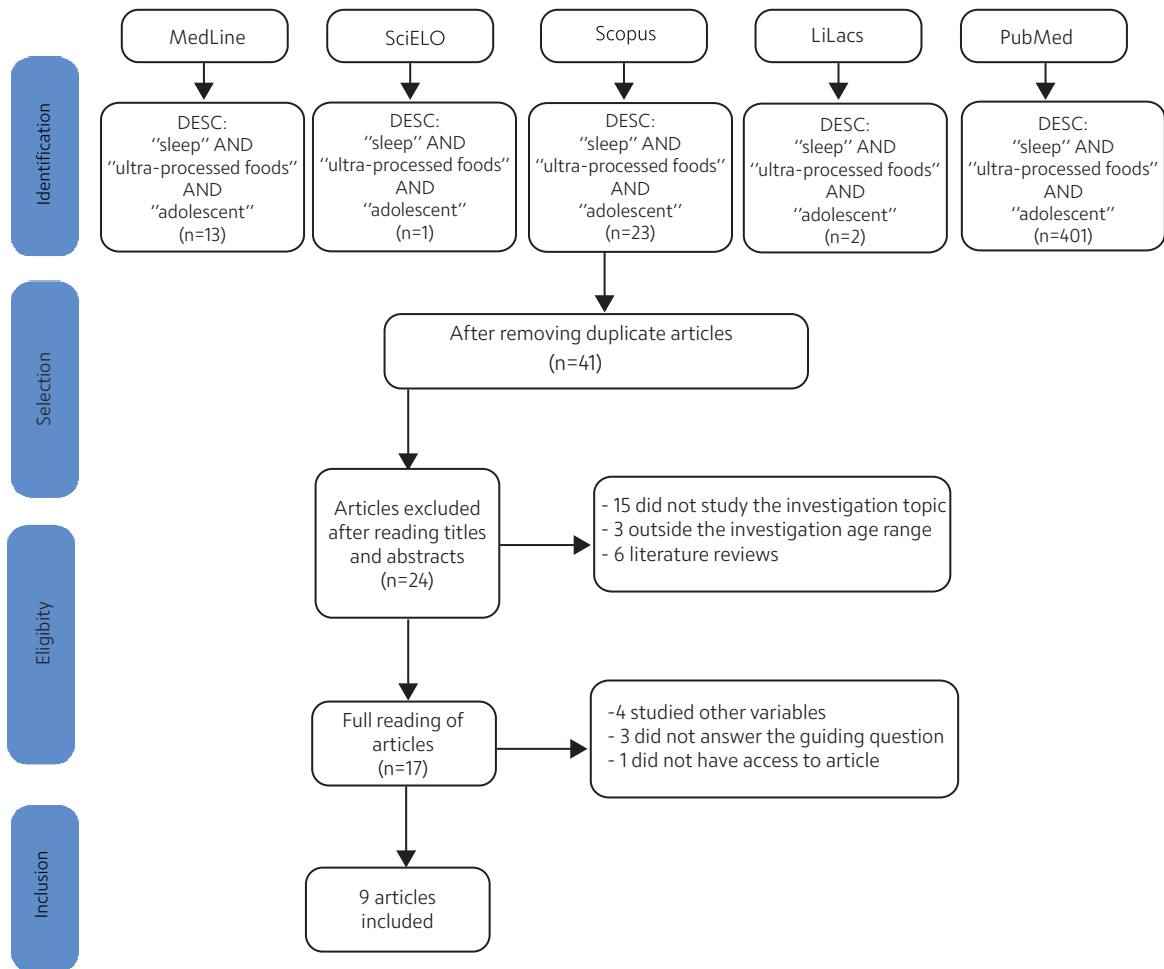 MedLine
SciELO
Scopus
LiLacs
PubMed
Identification
DESC:
"sleep" AND
"ultra-processed foods"
AND
"adolescent"
(n=13)
DESC:
"sleep" AND
"ultra-processed foods"
AND
"adolescent"
(n=1)
DESC:
"sleep" AND
"ultra-processed foods"
AND
"adolescent"
(n=23)
DESC:
"sleep" AND
"ultra-processed foods"
AND
"adolescent"
(n=2)
DESC:
"sleep" AND
"ultra-processed foods"
AND
"adolescent"
(n=401)
Selection
After removing duplicate articles
(n=41)
Eligibity
Articles excluded
after reading titles
and abstracts
(n=24)
- 15 did not study the investigation topic
- 3 outside the investigation age range
- 6 literature reviews
Full reading of
articles
(n=17)
-4 studied other variables
- 3 did not answer the guiding question
- 1 did not have access to article
Inclusion
9 articles
included